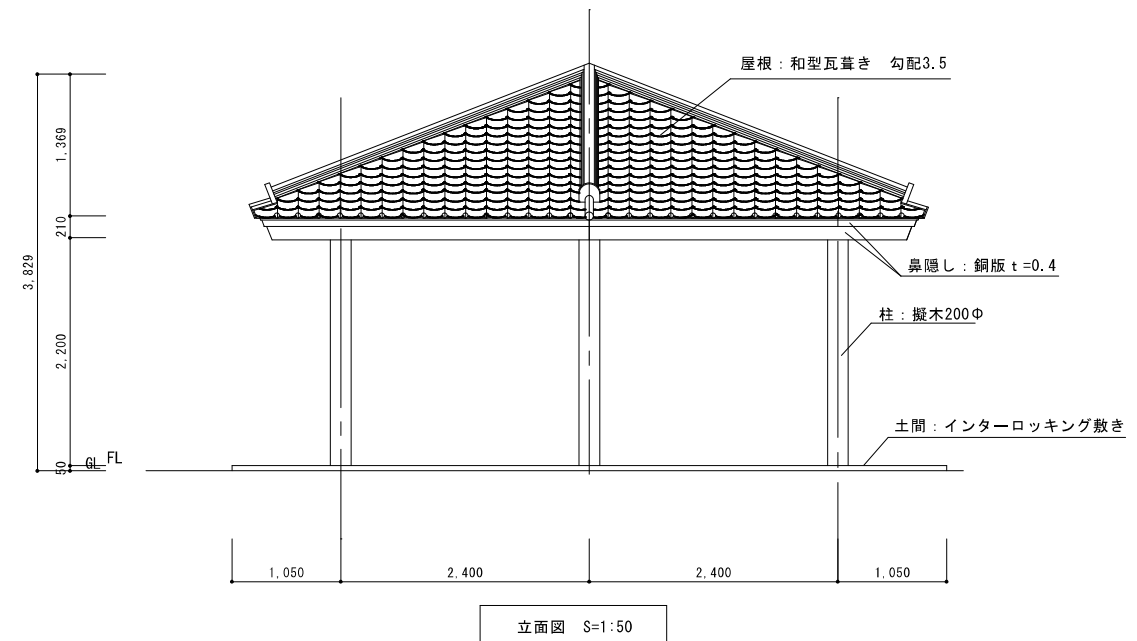 屋根：和型瓦葺き　勾配3.5
1,369
210
3,829
鼻隠し：銅版ｔ=0.4
柱：擬木200Φ
2,200
土間：インターロッキング敷き
50
GL
FL
1,050
2,400
2,400
1,050
立面図　S=1:50